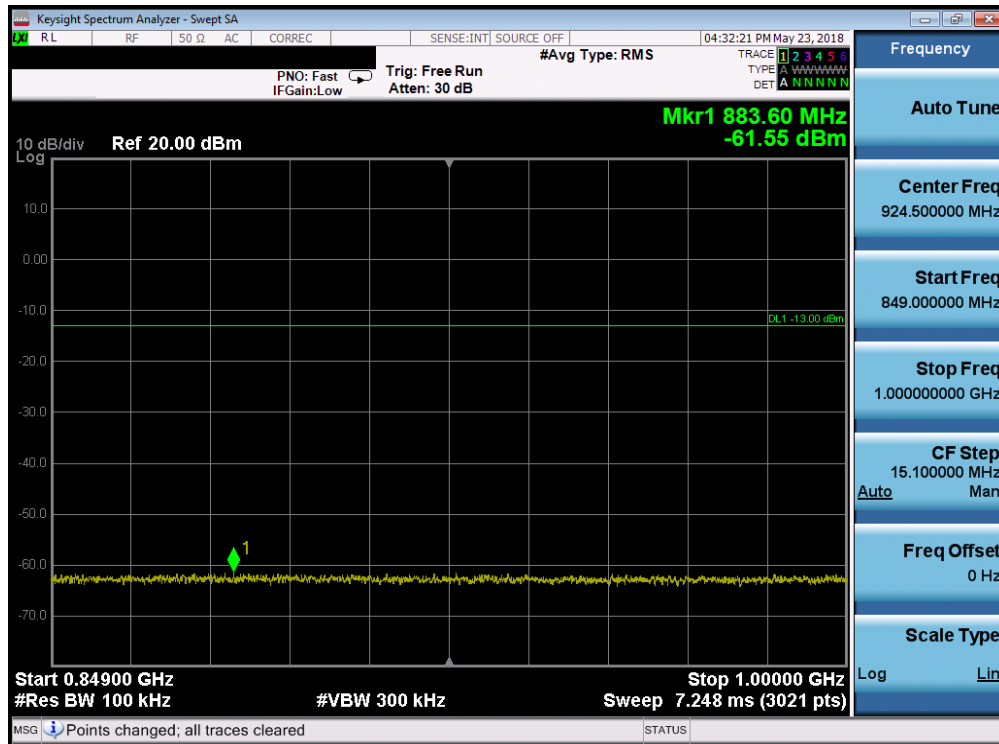 Keysight Spectrum Analyzer - Swept SA
LXI RL RF 50 Ω AC CORREC SENSE:INT SOURCE OFF 04:32:21 PM May 23, 2018
#Avg Type: RMS
TRACE 1 2 3 4 5 6
TYPE A WWWWW
DET A N N N N N
PNO: Fast
IFGain:Low
Trig: Free Run
Atten: 30 dB
Mkr1 883.60 MHz
-61.55 dBm
10 dB/div Ref 20.00 dBm
Log
10.0
0.00
-10.0
DL1 -13.00 dBm
-20.0
-30.0
-40.0
-50.0
1
-60.0
-70.0
Start 0.84900 GHz Stop 1.00000 GHz
#Res BW 100 kHz #VBW 300 kHz Sweep 7.248 ms (3021 pts)
MSG Points changed; all traces cleared STATUS
Frequency
Auto Tune
Center Freq
924.500000 MHz
Start Freq
849.000000 MHz
Stop Freq
1.000000000 GHz
CF Step
15.100000 MHz
Auto Man
Freq Offset
0 Hz
Scale Type
Log Lin